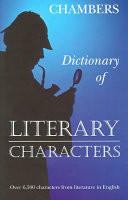 CHAMBERS
Dictionary
of
LITERARY
CHARACTERS
Over 6,500 characters from literature in English